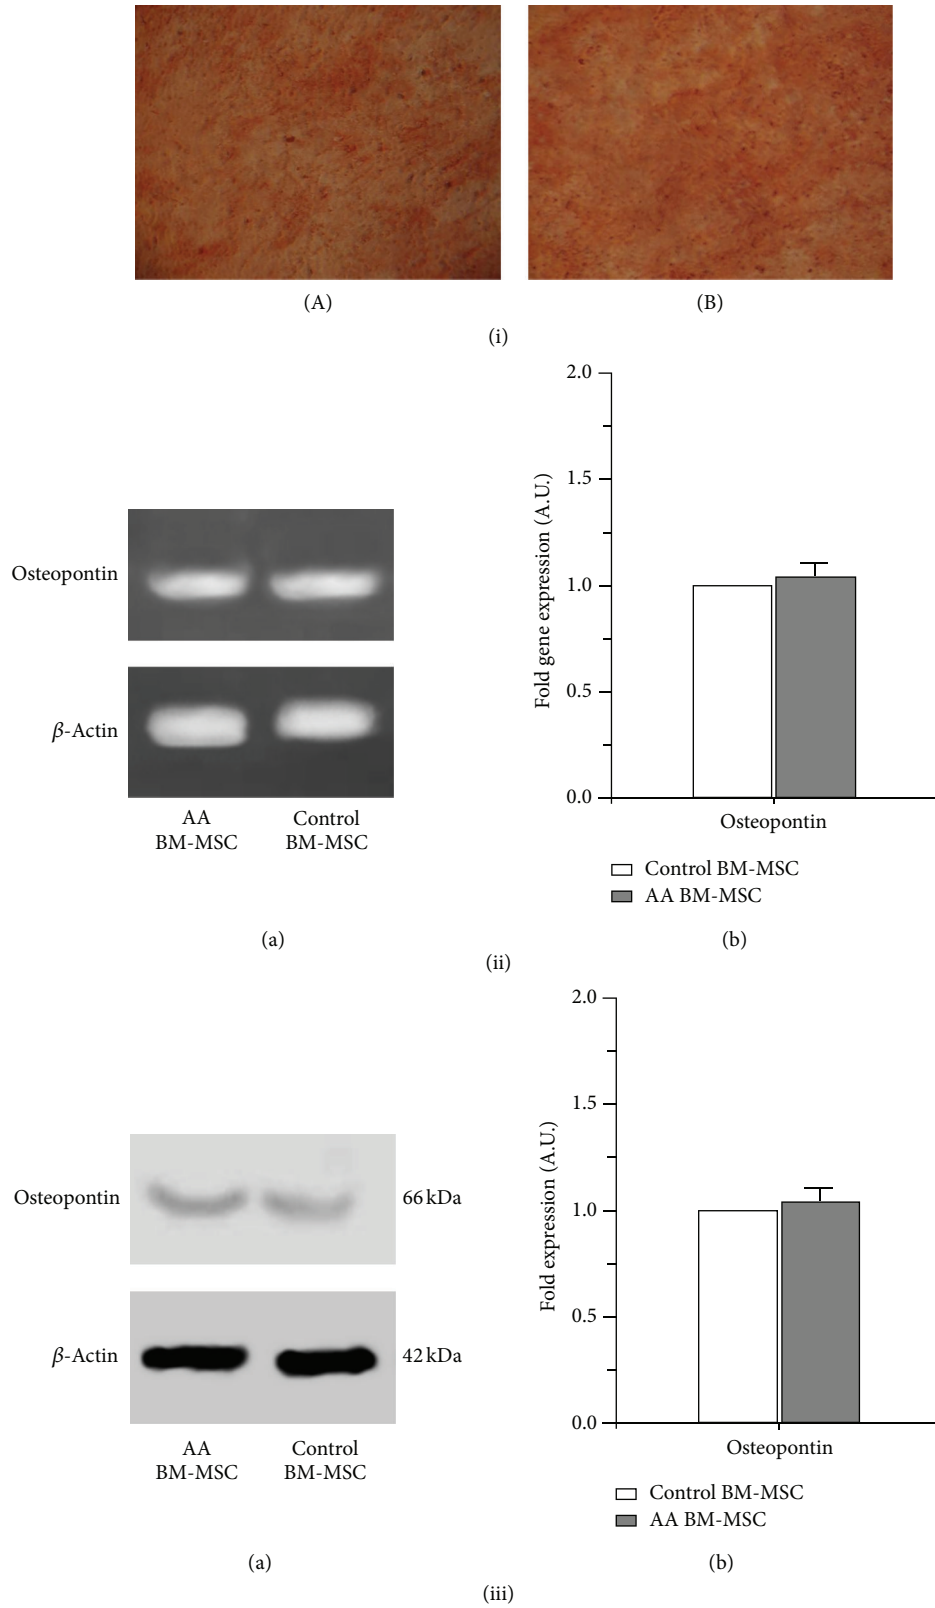 (A)
(B)
(i)
Osteopontin
β-Actin
AA
BM-MSC
Control
BM-MSC
(a)
2.0
1.5
1.0
0.5
0.0
Fold gene expression (A.U.)
Osteopontin
Control BM-MSC
AA BM-MSC
(b)
(ii)
Osteopontin
66 kDa
β-Actin
42 kDa
AA
BM-MSC
Control
BM-MSC
(a)
2.0
1.5
1.0
0.5
0.0
Fold expression (A.U.)
Osteopontin
Control BM-MSC
AA BM-MSC
(b)
(iii)